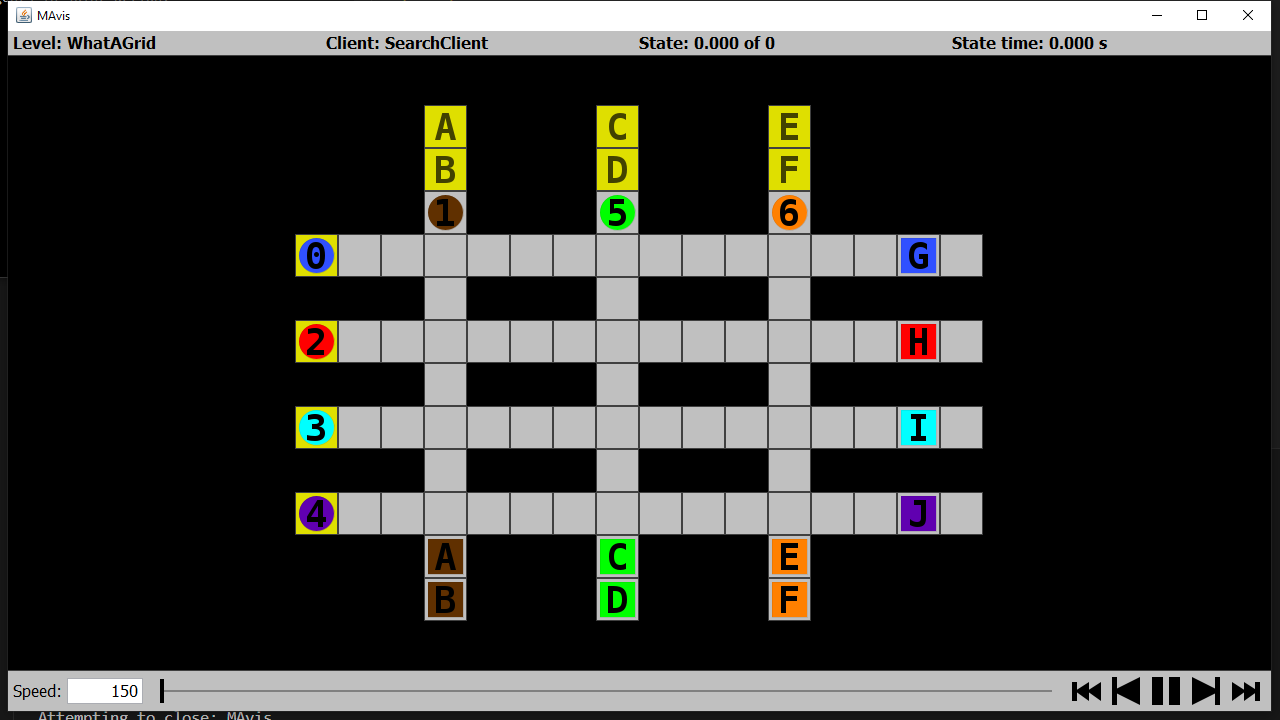 MAvis
Level: WhatAGrid Client: SearchClient State: 0.000 of 0 State time: 0.000 s
A C E
B D F
1 5 6
0 G
2 H
3 I
4 J
A C E
B D F
Speed: 150
Attempting to close: MAvis